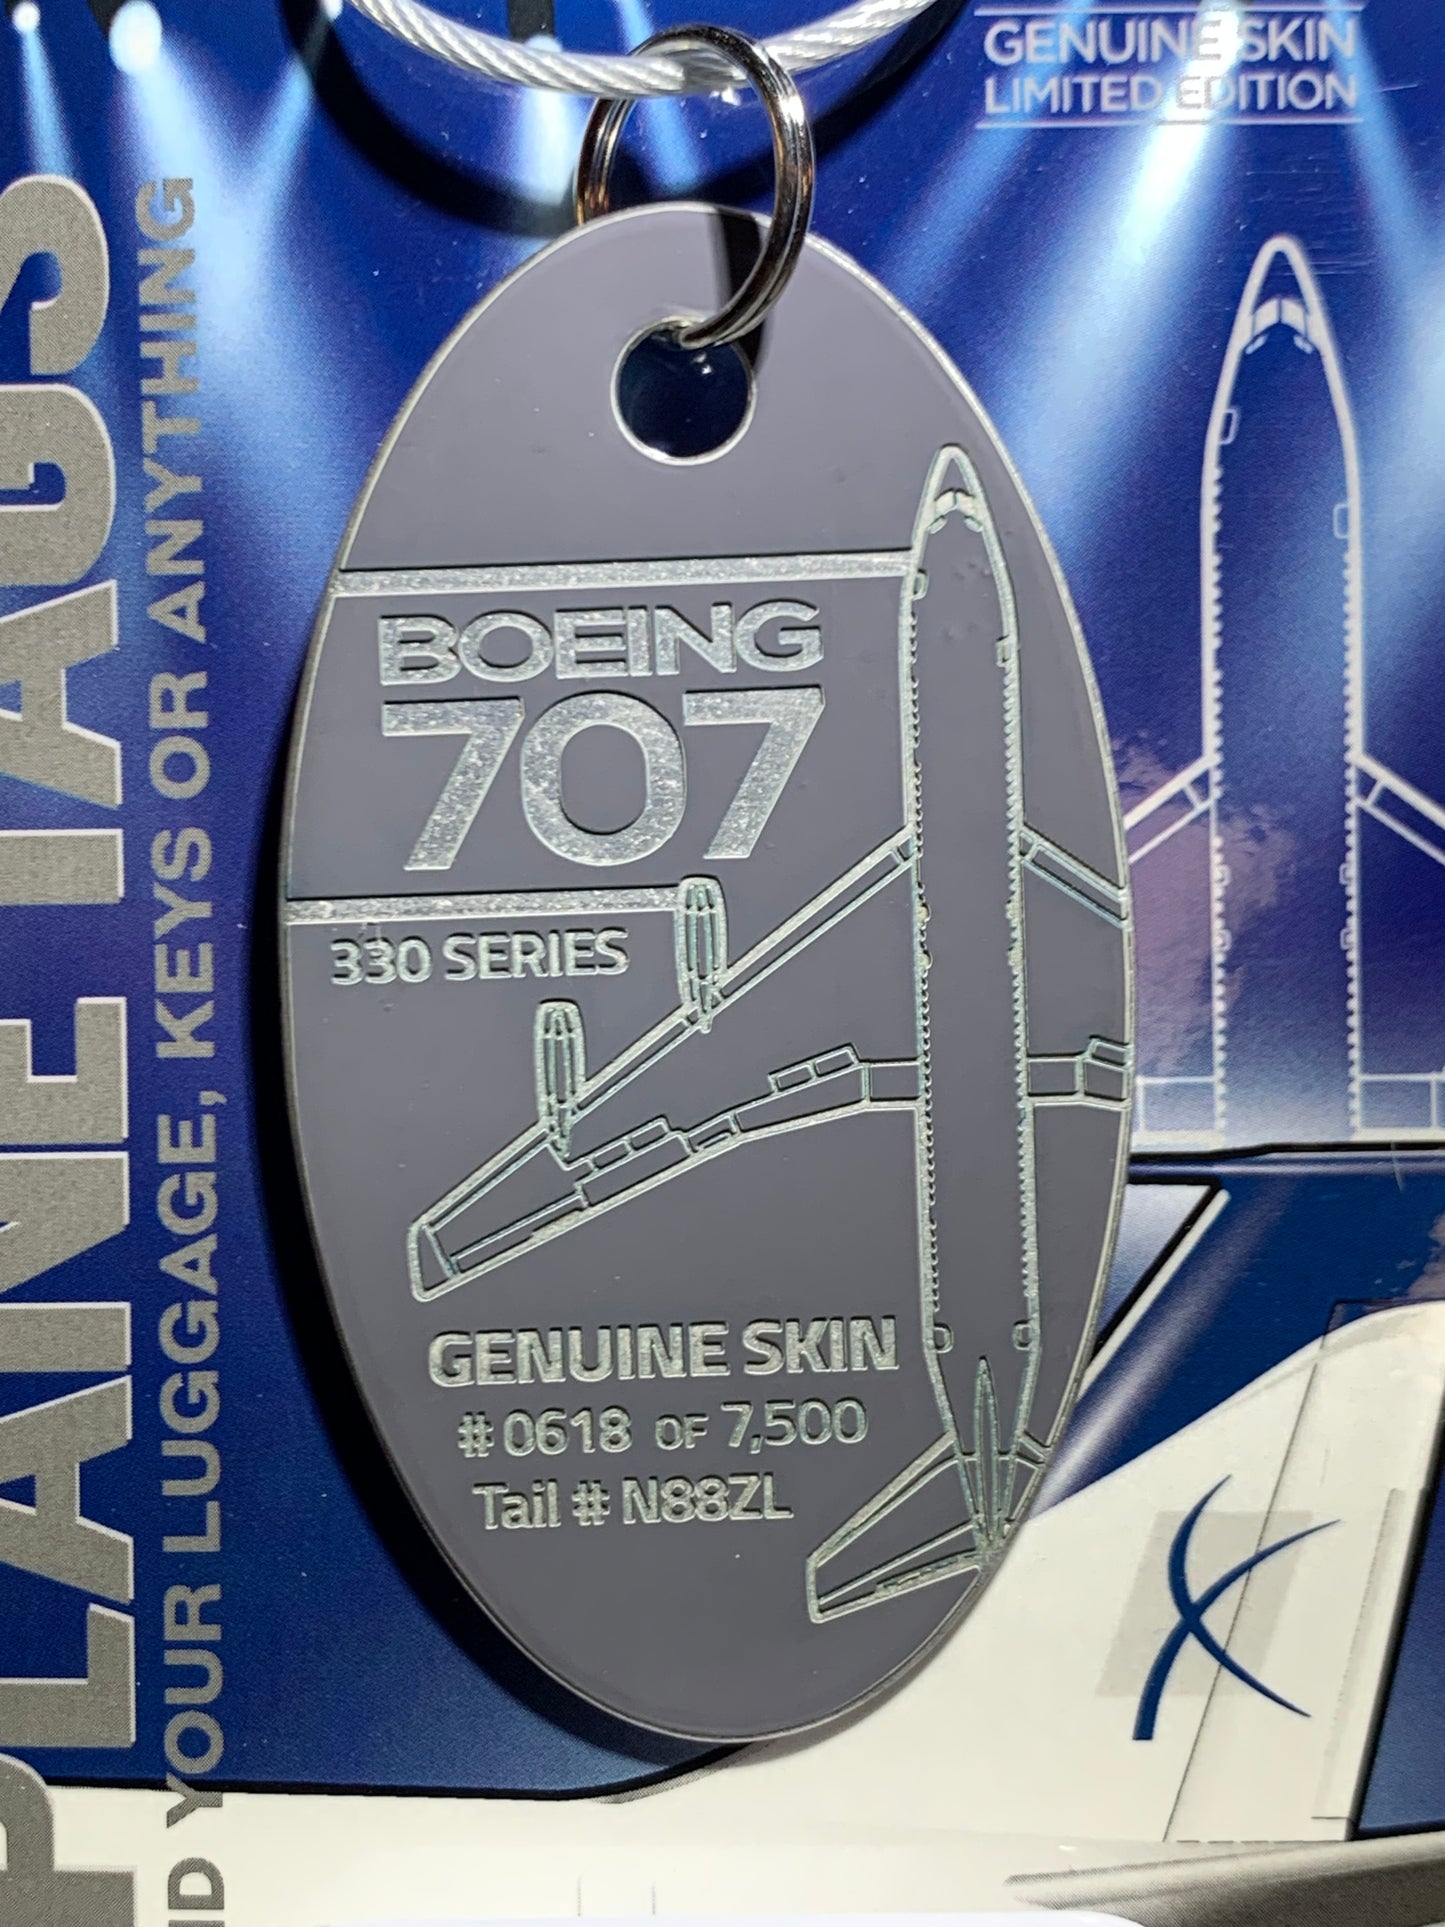 GENUINE SKIN
LIMITED EDITION
BOEING
707
330 SERIES
GENUINE SKIN
# 0618 OF 7,500
Tail # N88ZL
PLANETAGS
YOUR LUGGAGE, KEYS OR ANYTHING